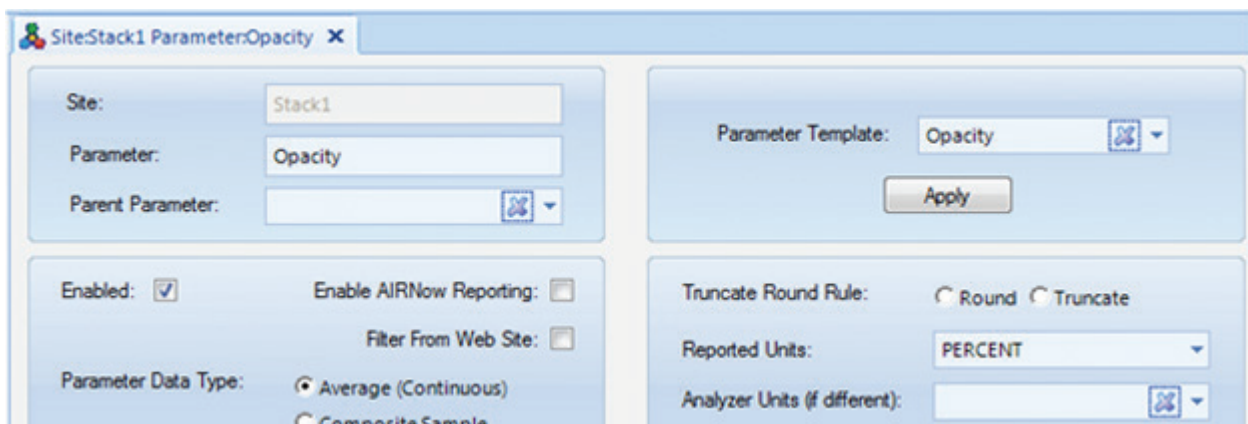 Site:Stack1 Parameter:Opacity
Site: Stack1
Parameter: Opacity
Parent Parameter:
Parameter Template: Opacity
Apply
Enabled: Enable AIRNow Reporting:
Filter From Web Site:
Parameter Data Type: Average (Continuous)
Composite Sample
Truncate Round Rule: Round Truncate
Reported Units: PERCENT
Analyzer Units (if different):